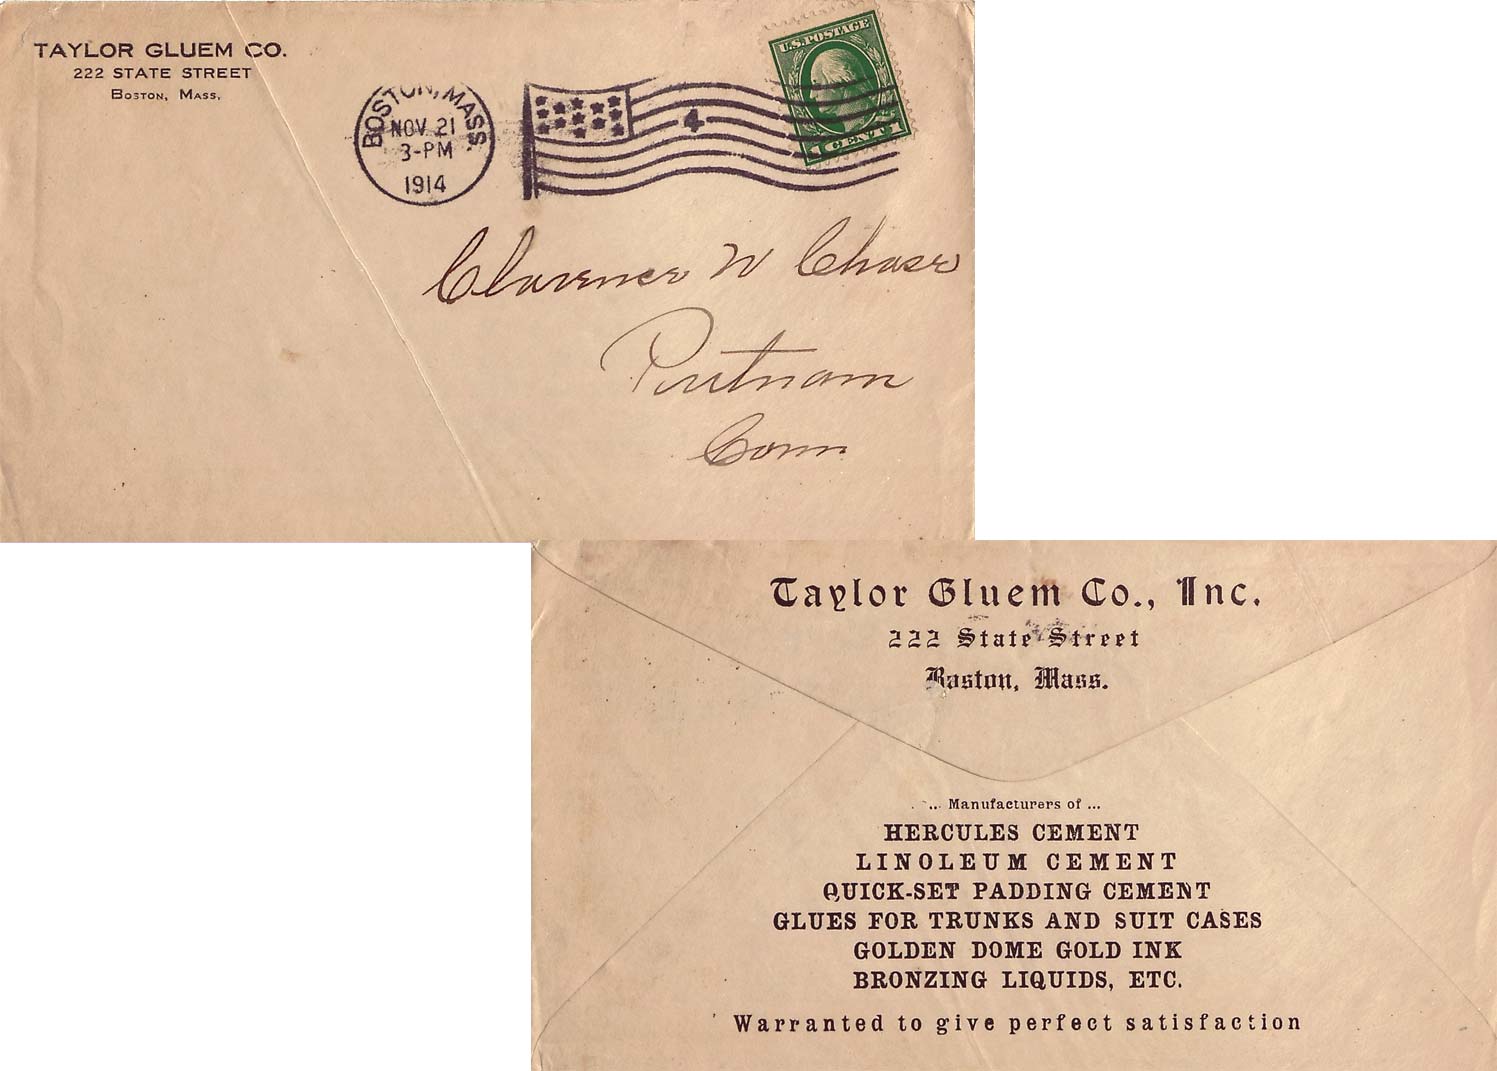 TAYLOR GLUEM CO.
222 STATE STREET
BOSTON, MASS.
BOSTON, MASS.
NOV 21
3-PM
1914
4
U.S. POSTAGE
1 CENT 1
Clarence W Chase
Putnam
Conn
Taylor Gluem Co., Inc.
222 State Street
Boston, Mass.
... Manufacturers of ...
HERCULES CEMENT
LINOLEUM CEMENT
QUICK-SET PADDING CEMENT
GLUES FOR TRUNKS AND SUIT CASES
GOLDEN DOME GOLD INK
BRONZING LIQUIDS, ETC.
Warranted to give perfect satisfaction